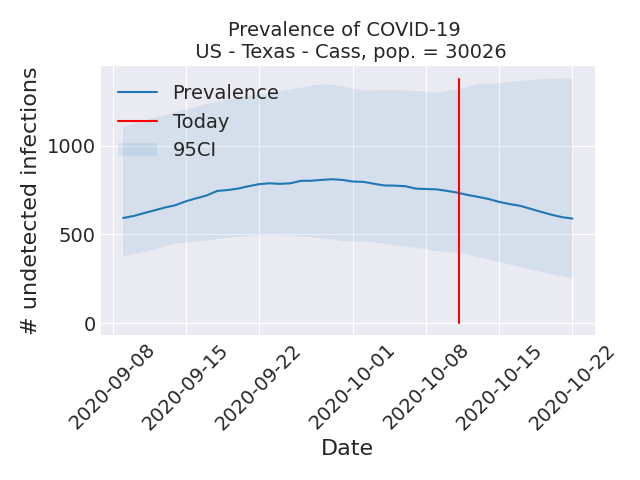 Prevalence of COVID-19
US - Texas - Cass, pop. = 30026
# undetected infections
1000
500
0
Prevalence
Today
95CI
2020-09-08
2020-09-15
2020-09-22
2020-10-01
2020-10-08
2020-10-15
2020-10-22
Date